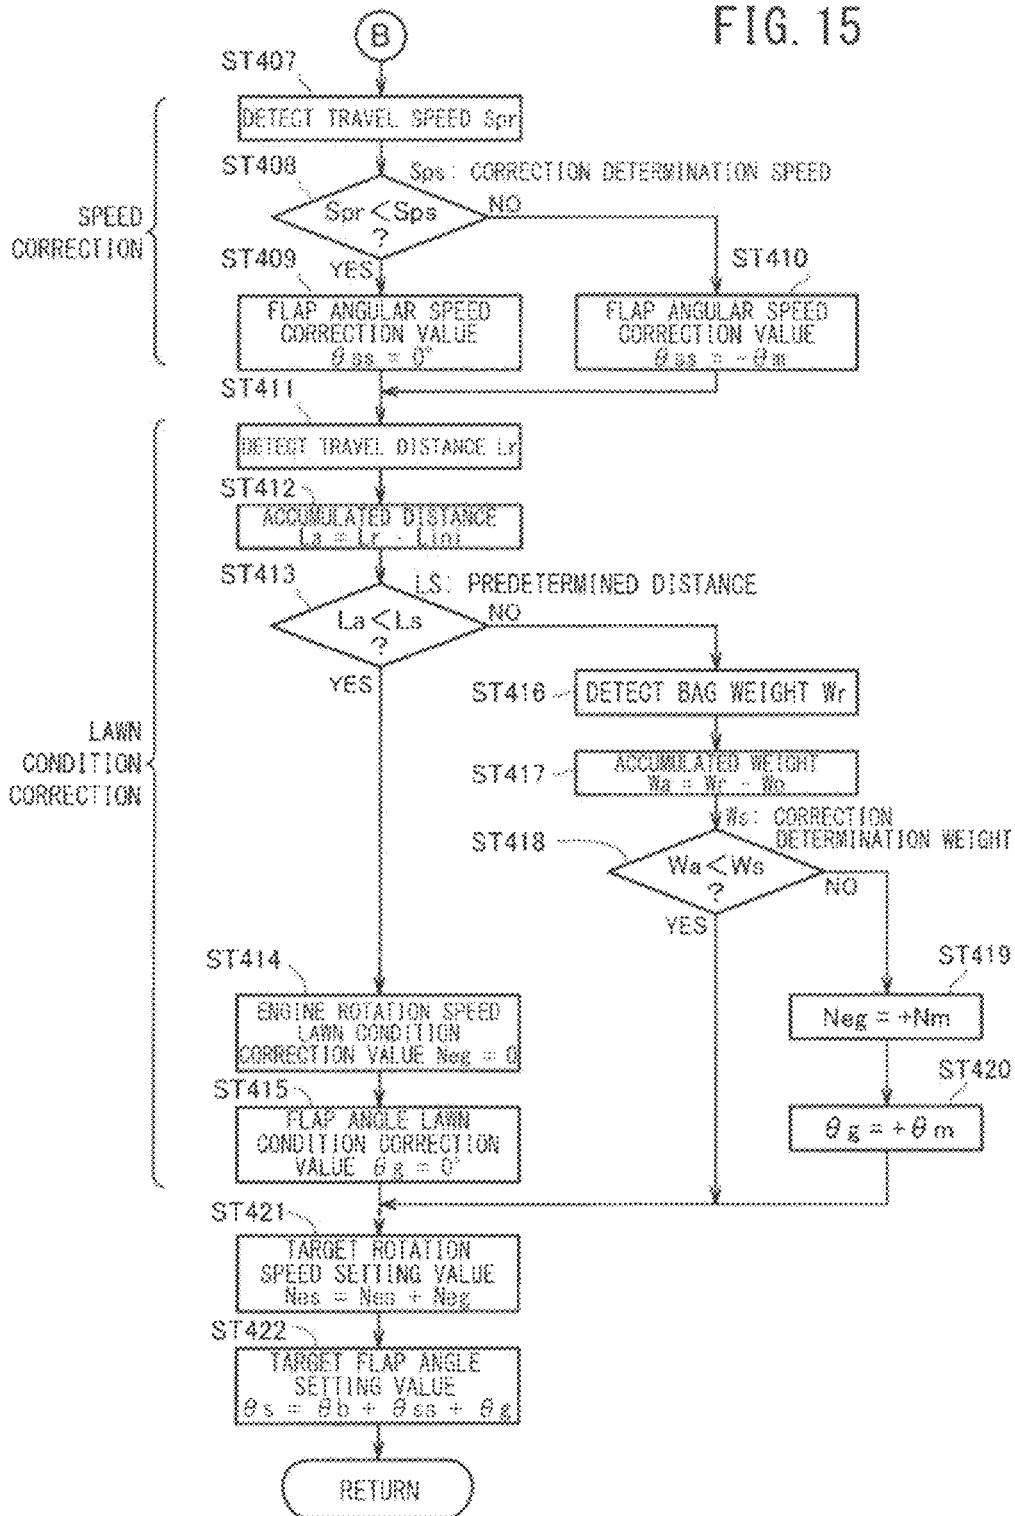 FIG. 15
B
ST407
DETECT TRAVEL SPEED Spr
ST408
Sps: CORRECTION DETERMINATION SPEED
Spr < Sps
?
NO
YES
SPEED
CORRECTION
ST409
FLAP ANGULAR SPEED
CORRECTION VALUE
θss = 0°
ST410
FLAP ANGULAR SPEED
CORRECTION VALUE
θss = -θm
ST411
DETECT TRAVEL DISTANCE Lr
ST412
ACCUMULATED DISTANCE
La = Lr - Lini
ST413
LS: PREDETERMINED DISTANCE
La < Ls
?
NO
YES
LAWN
CONDITION
CORRECTION
ST416
DETECT BAG WEIGHT Wr
ST417
ACCUMULATED WEIGHT
Wa = Wr - Wo
Ws: CORRECTION
DETERMINATION WEIGHT
ST418
Wa < Ws
?
NO
YES
ST414
ENGINE ROTATION SPEED
LAWN CONDITION
CORRECTION VALUE Neg = 0
ST419
Neg = +Nm
ST415
FLAP ANGLE LAWN
CONDITION CORRECTION
VALUE θg = 0°
ST420
θg = +θm
ST421
TARGET ROTATION
SPEED SETTING VALUE
Nes = Nes + Neg
ST422
TARGET FLAP ANGLE
SETTING VALUE
θs = θb + θss + θg
RETURN